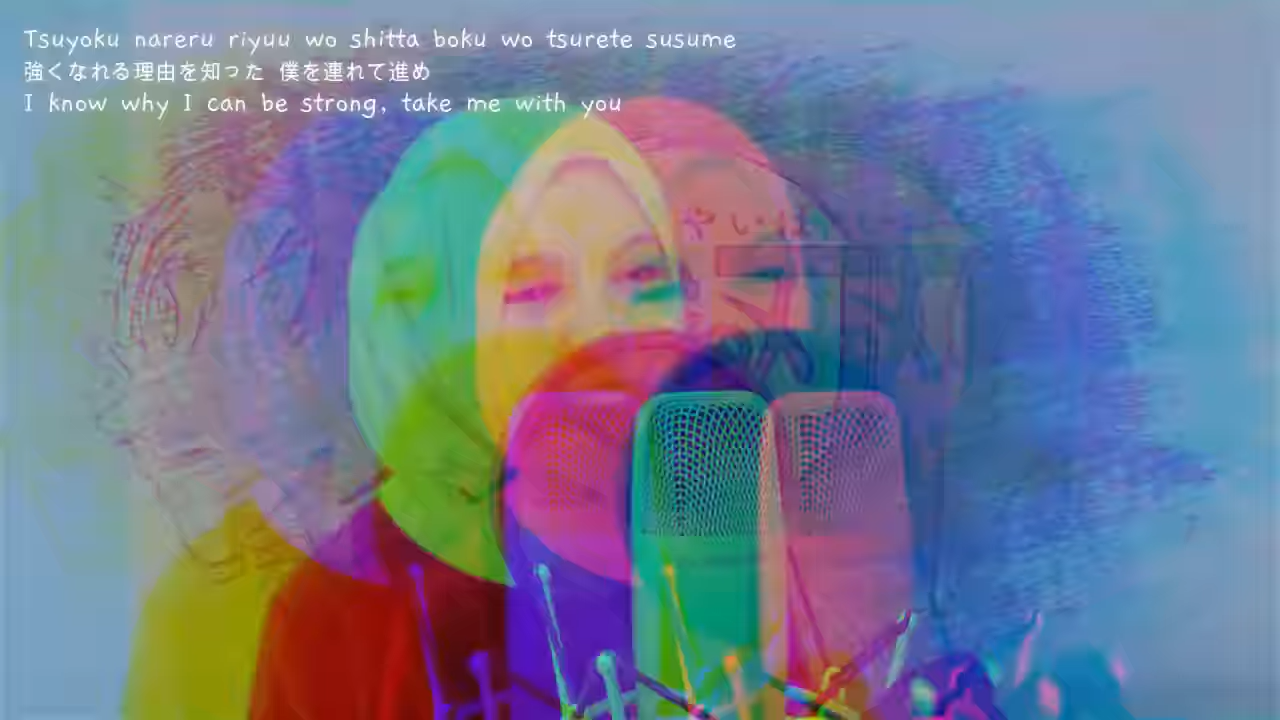 Tsuyoku nareru riyuu wo shitta boku wo tsurete susume
強くなれる理由を知った 僕を連れて進め
I know why I can be strong, take me with you